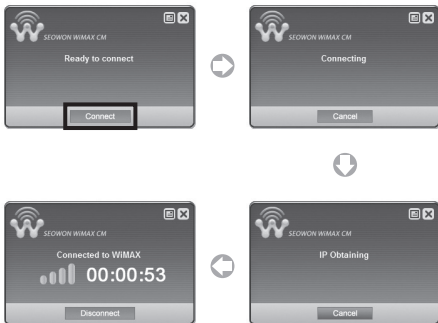 SEOWON WiMAX CM
Ready to connect
Connect
SEOWON WiMAX CM
Connecting
Cancel
SEOWON WiMAX CM
IP Obtaining
Cancel
SEOWON WiMAX CM
Connected to WiMAX
00:00:53
Disconnect